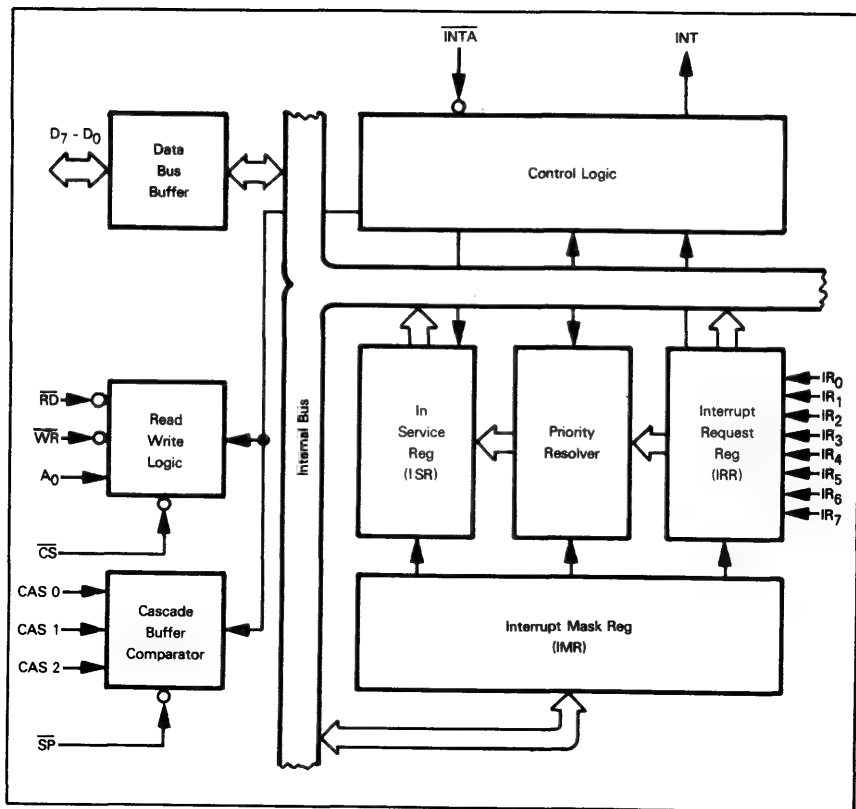 INTA
INT
D7 - D0
Data
Bus
Buffer
Control Logic
RD
WR
A0
CS
Read
Write
Logic
Internal Bus
In
Service
Reg
(ISR)
Priority
Resolver
Interrupt
Request
Reg
(IRR)
IR0
IR1
IR2
IR3
IR4
IR5
IR6
IR7
CAS 0
CAS 1
CAS 2
SP
Cascade
Buffer
Comparator
Interrupt Mask Reg
(IMR)